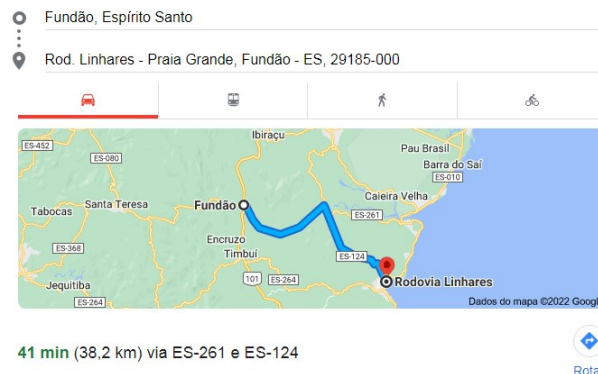 Fundão, Espírito Santo
Rod. Linhares - Praia Grande, Fundão - ES, 29185-000
Ibiraçu
ES-452
ES-080
Pau Brasil
Barra do Saí
ES-010
Santa Teresa
Fundão
Caieira Velha
Tabocas
ES-261
Encruzo
ES-368
Timbuí
ES-124
101
ES-264
Rodovia Linhares
Jequitiba
ES-264
Dados do mapa ©2022 Googl
41 min (38,2 km) via ES-261 e ES-124
Rota